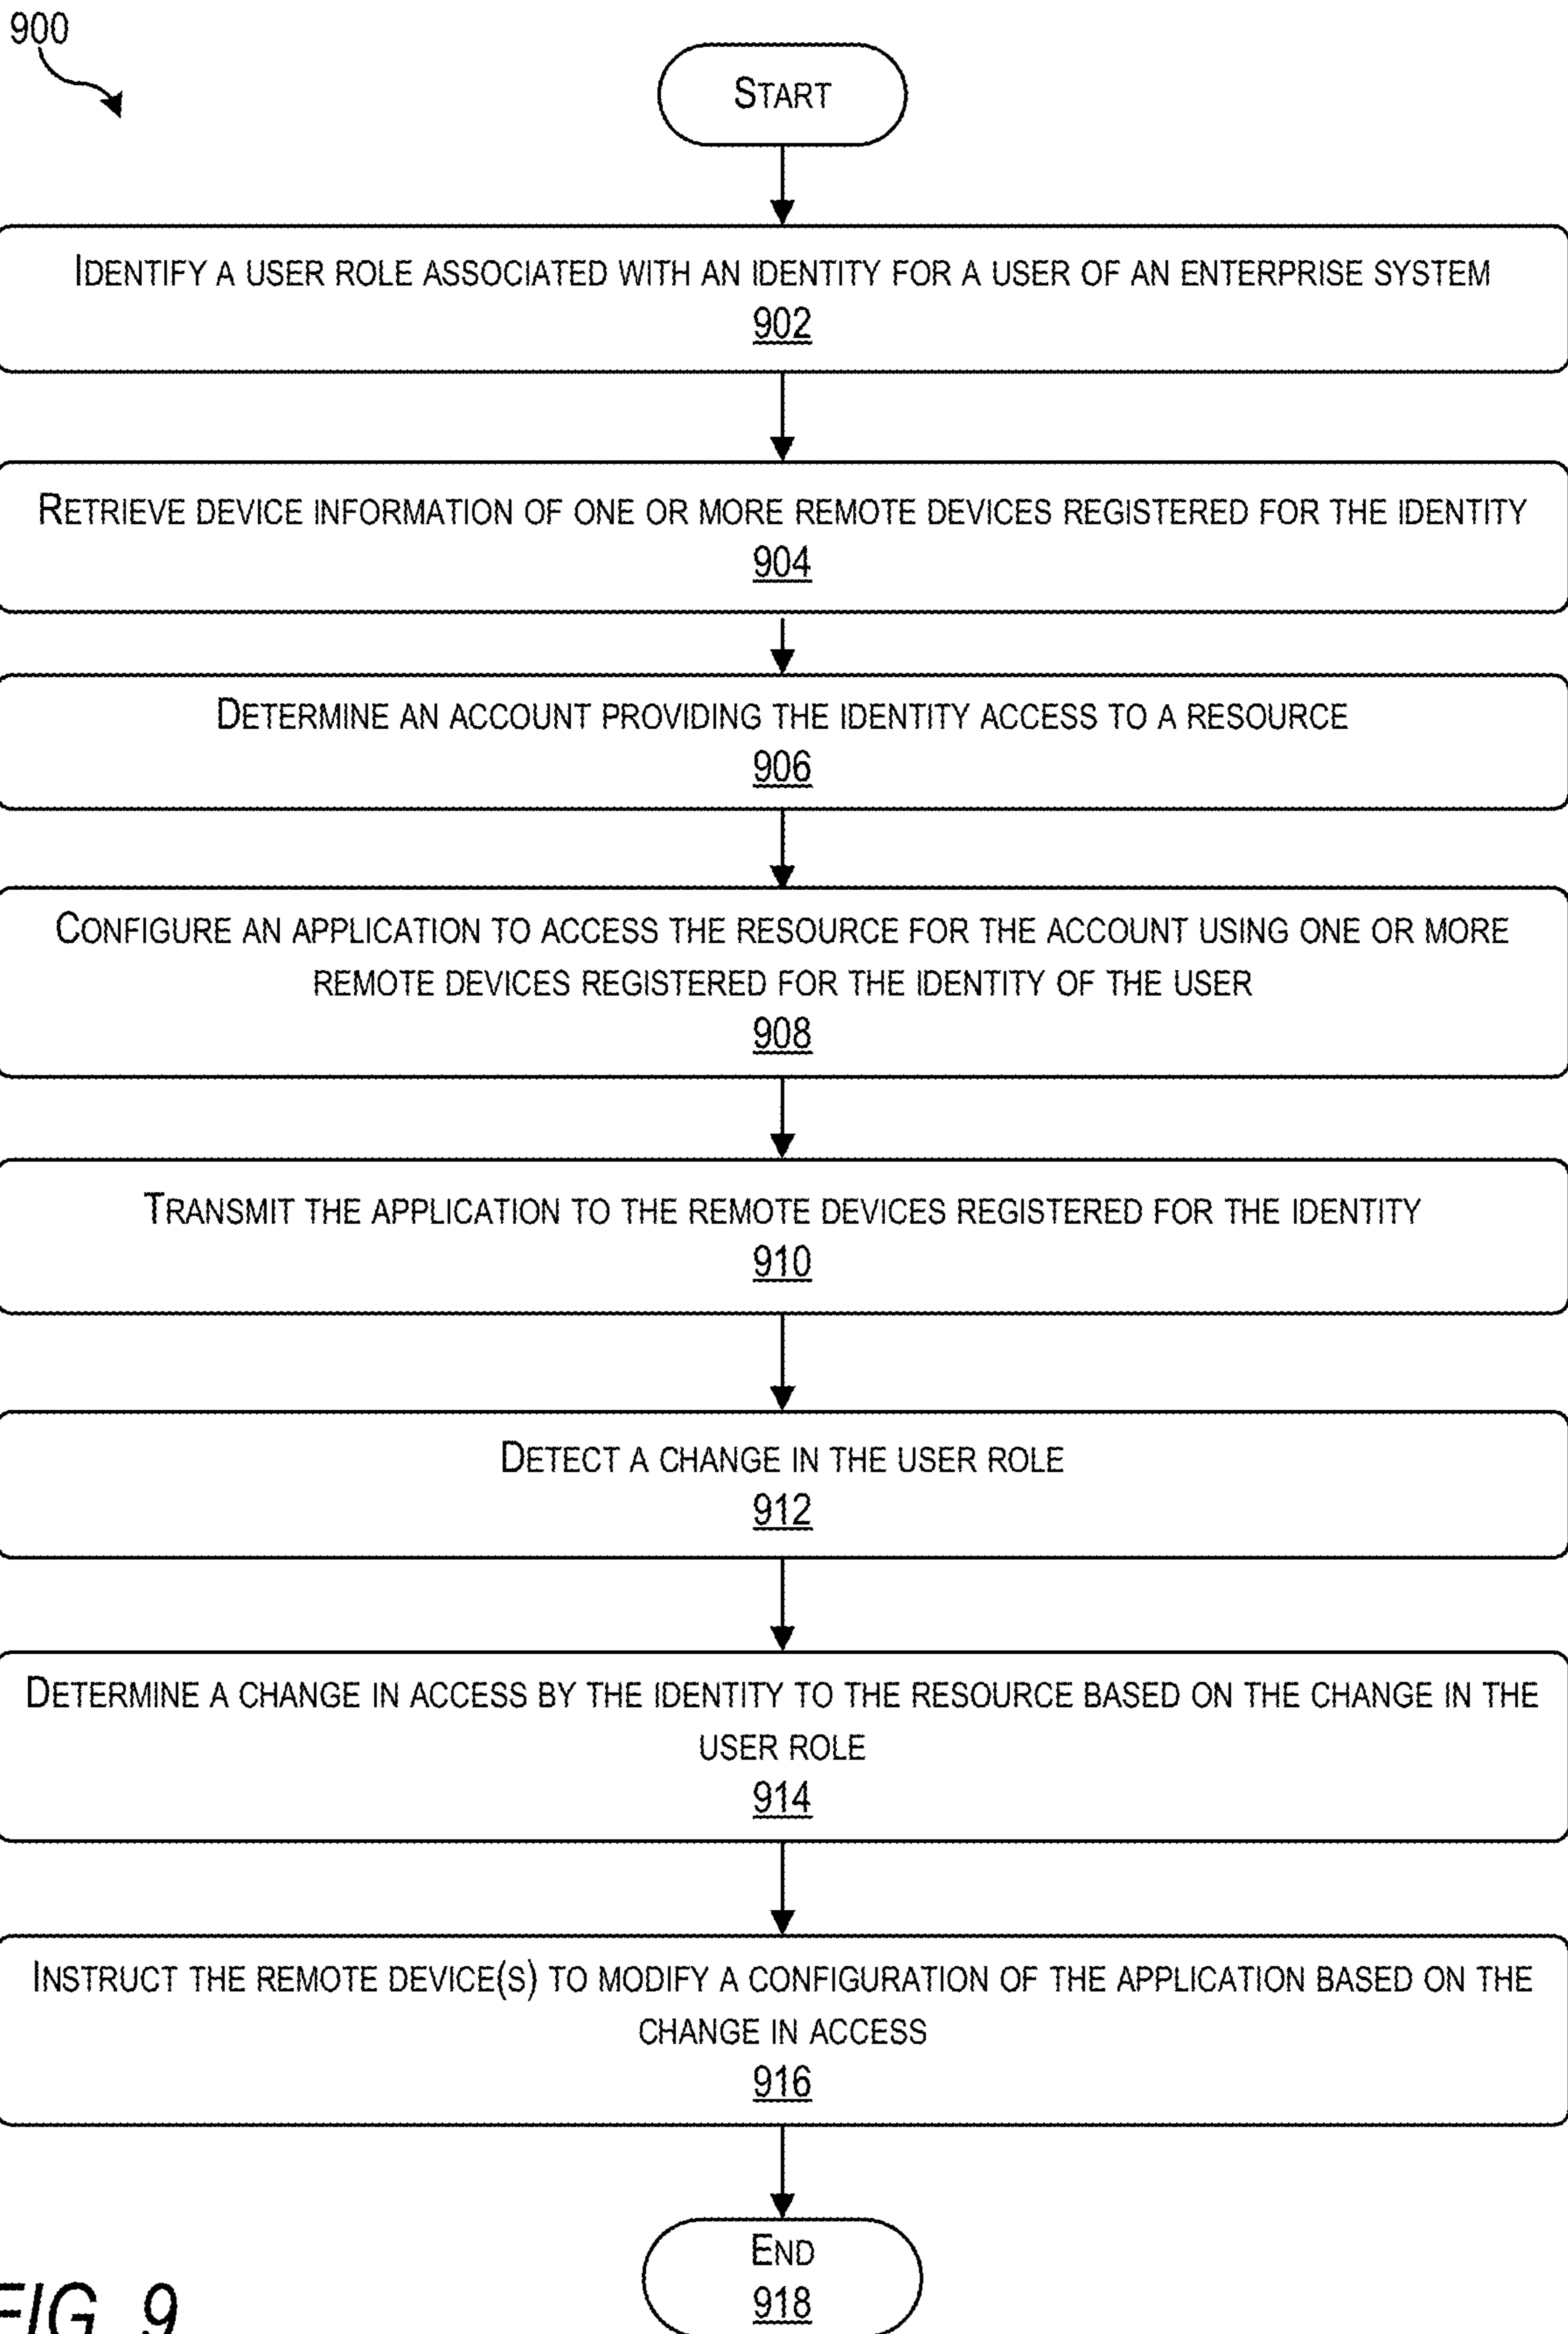 900
START
IDENTIFY A USER ROLE ASSOCIATED WITH AN IDENTITY FOR A USER OF AN ENTERPRISE SYSTEM
902
RETRIEVE DEVICE INFORMATION OF ONE OR MORE REMOTE DEVICES REGISTERED FOR THE IDENTITY
904
DETERMINE AN ACCOUNT PROVIDING THE IDENTITY ACCESS TO A RESOURCE
906
CONFIGURE AN APPLICATION TO ACCESS THE RESOURCE FOR THE ACCOUNT USING ONE OR MORE
REMOTE DEVICES REGISTERED FOR THE IDENTITY OF THE USER
908
TRANSMIT THE APPLICATION TO THE REMOTE DEVICES REGISTERED FOR THE IDENTITY
910
DETECT A CHANGE IN THE USER ROLE
912
DETERMINE A CHANGE IN ACCESS BY THE IDENTITY TO THE RESOURCE BASED ON THE CHANGE IN THE
USER ROLE
914
INSTRUCT THE REMOTE DEVICE(S) TO MODIFY A CONFIGURATION OF THE APPLICATION BASED ON THE
CHANGE IN ACCESS
916
END
918
FIG. 9